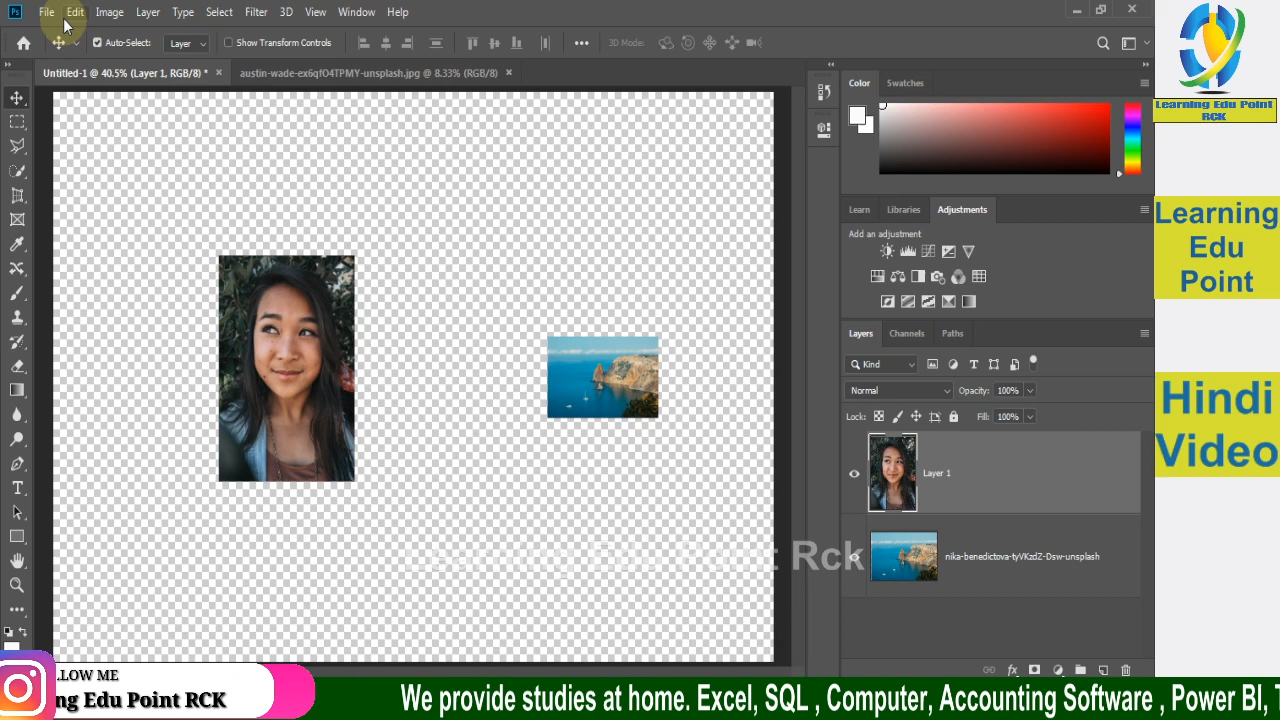 Ps File Edit Image Layer Type Select Filter 3D View Window Help
Auto-Select: Layer Show Transform Controls 3D Mode:
Untitled-1 @ 40.5% (Layer 1, RGB/8) * austin-wade-ex6qfO4TPMY-unsplash.jpg @ 8.33% (RGB/8)
Color Swatches
Learn Libraries Adjustments
Add an adjustment
Layers Channels Paths
Kind
Normal Opacity: 100%
Lock: Fill: 100%
Layer 1
nika-benedictova-tyVKzdZ-Dsw-unsplash
Learning Edu Point
RCK
Learning
Edu
Point
Hindi
Video
Rck
LLOW ME
ng Edu Point RCK
We provide studies at home. Excel, SQL , Computer, Accounting Software , Power BI, T